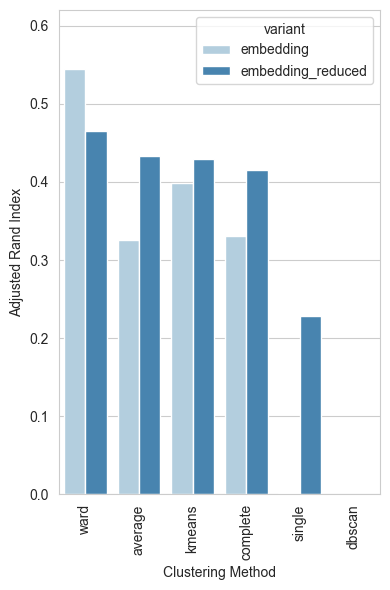 variant
embedding
embedding_reduced
Adjusted Rand Index
0.6
0.5
0.4
0.3
0.2
0.1
0.0
ward
average
kmeans
complete
single
dbscan
Clustering Method